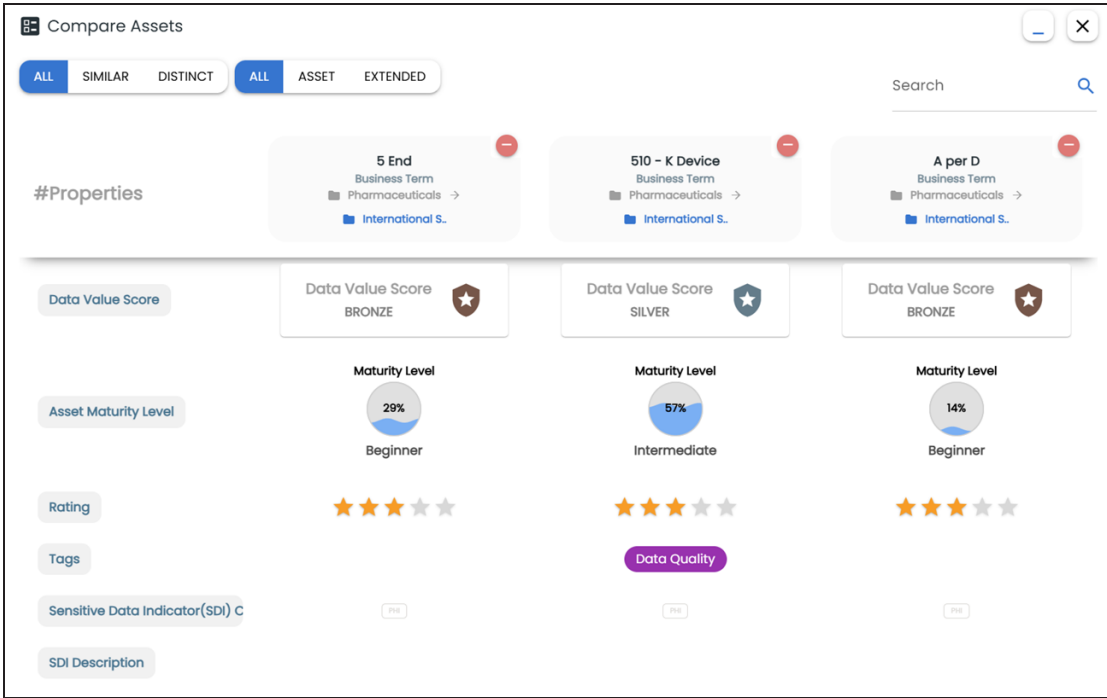 Compare Assets
ALL SIMILAR DISTINCT ALL ASSET EXTENDED
Search
#Properties
5 End
Business Term
Pharmaceuticals →
International S..
510 - K Device
Business Term
Pharmaceuticals →
International S..
A per D
Business Term
Pharmaceuticals →
International S..
Data Value Score
Data Value Score
BRONZE
Data Value Score
SILVER
Data Value Score
BRONZE
Asset Maturity Level
Maturity Level
29%
Beginner
Maturity Level
57%
Intermediate
Maturity Level
14%
Beginner
Rating
Tags
Data Quality
Sensitive Data Indicator(SDI) C
PHI PHI PHI
SDI Description